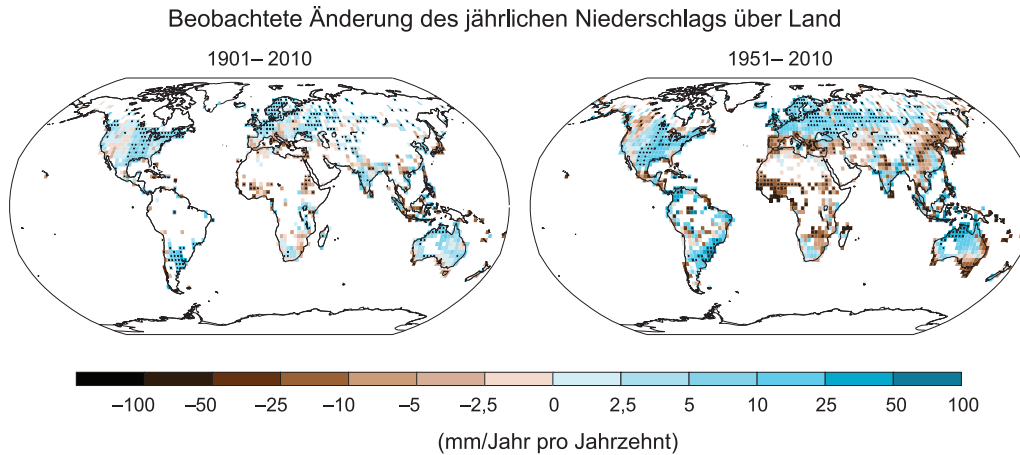 Beobachtete Änderung des jährlichen Niederschlags über Land
1901– 2010
1951– 2010
–100 –50 –25 –10 –5 –2,5 0 2,5 5 10 25 50 100
(mm/Jahr pro Jahrzehnt)